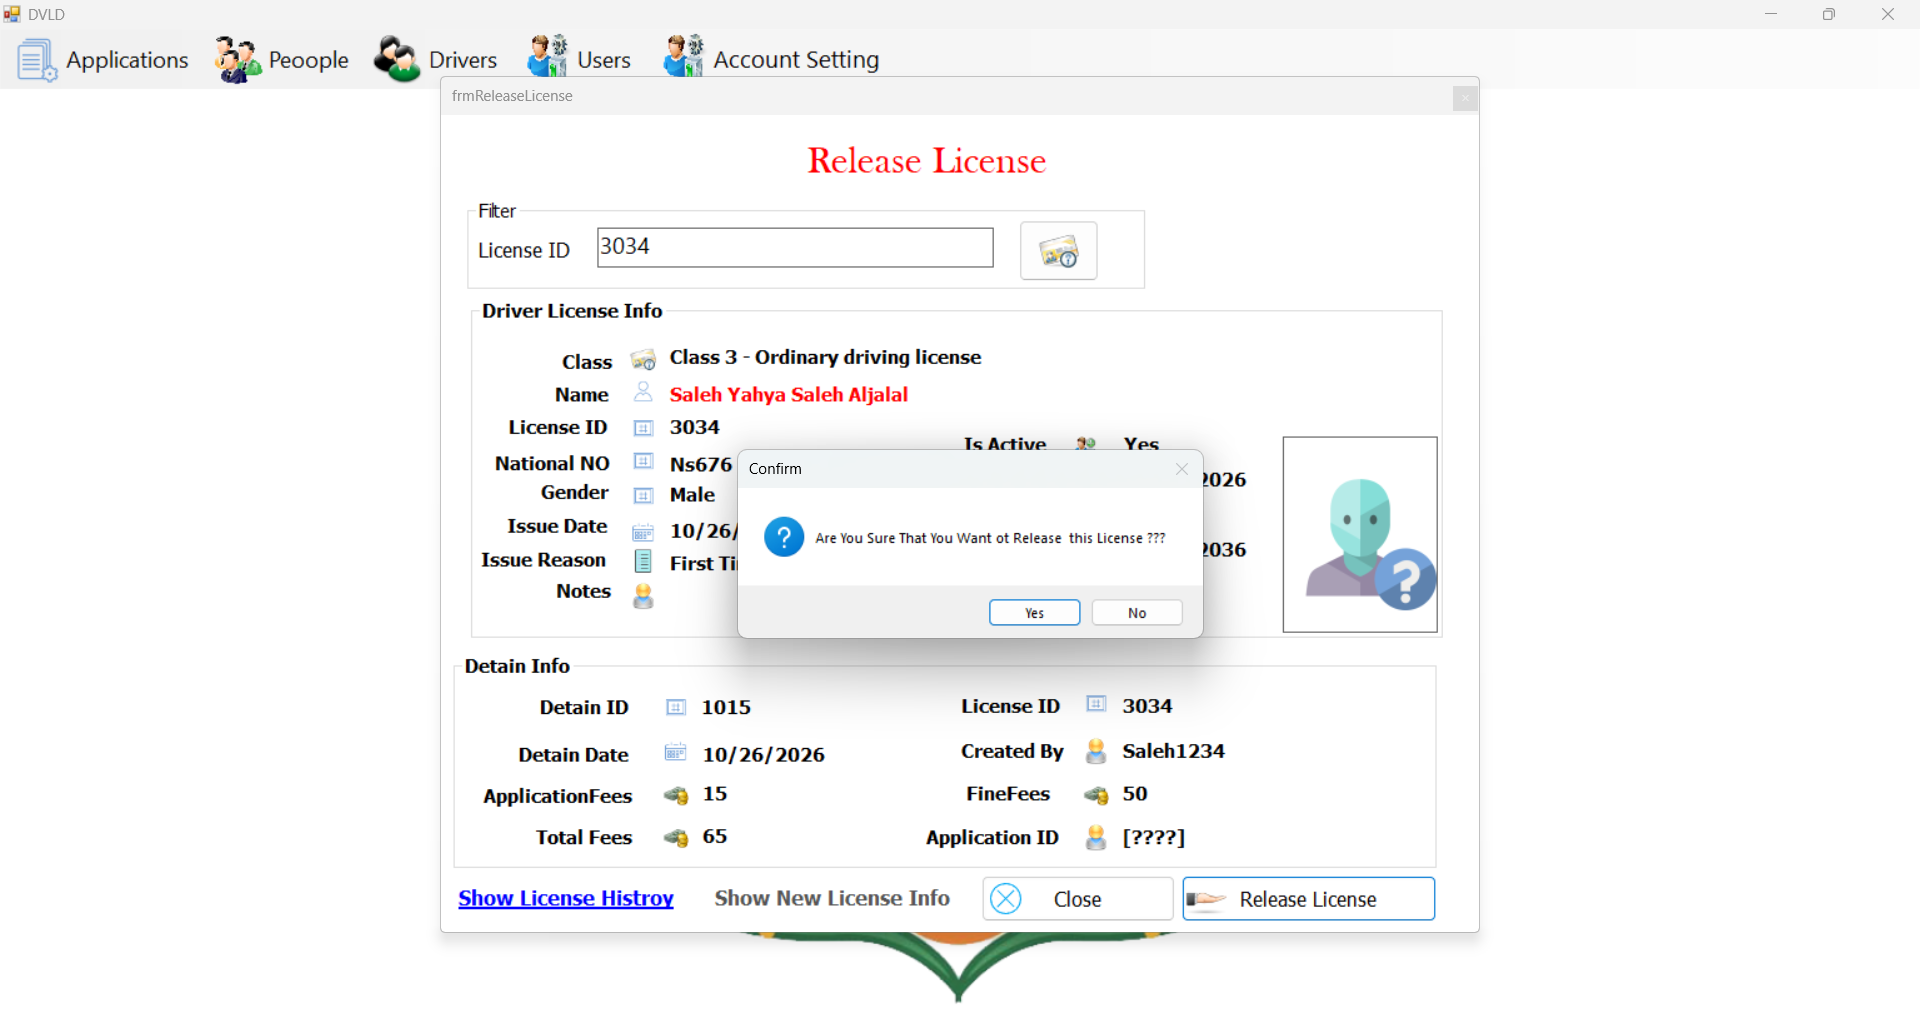 DVLD
Applications Peoople Drivers Users Account Setting
frmReleaseLicense
Release License
Filter
License ID 3034
Driver License Info
Class Class 3 - Ordinary driving license
Name Saleh Yahya Saleh Aljalal
License ID 3034
Is Active Yes
National NO Ns676
2026
Gender Male
Issue Date 10/26/
2036
Issue Reason First Ti
Notes
Confirm
? Are You Sure That You Want ot Release this License ???
Yes No
?
Detain Info
Detain ID 1015 License ID 3034
Detain Date 10/26/2026 Created By Saleh1234
ApplicationFees 15 FineFees 50
Total Fees 65 Application ID [????]
Show License Histroy Show New License Info Close Release License